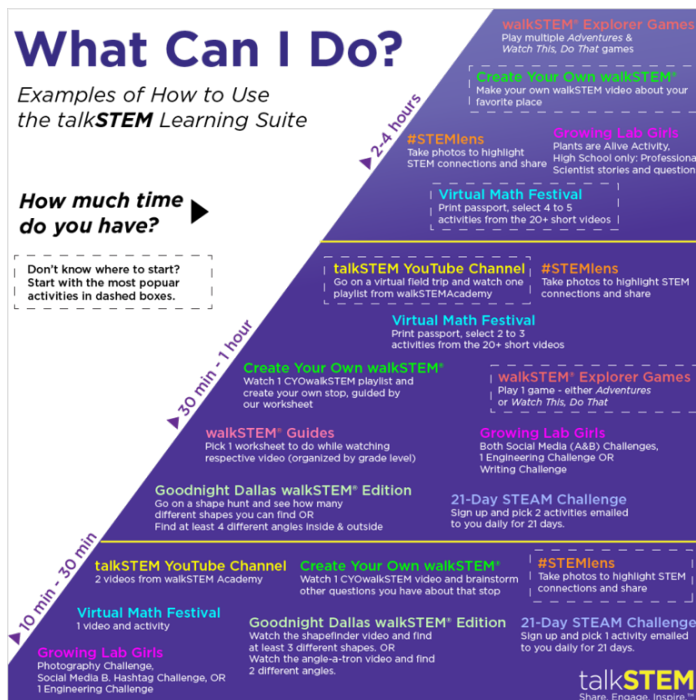 What Can I Do?
Examples of How to Use
the talkSTEM Learning Suite
How much time
do you have?
Don't know where to start?
Start with the most popuar
activities in dashed boxes.
2-4 hours
walkSTEM® Explorer Games
Play multiple Adventures &
Watch This, Do That games
Create Your Own walkSTEM®
Make your own walkSTEM video about your
favorite place
#STEMlens
Take photos to highlight
STEM connections and share
Growing Lab Girls
Plants are Alive Activity,
High School only: Professiona
Scientist stories and question
Virtual Math Festival
Print passport, select 4 to 5
activities from the 20+ short videos
30 min - 1 hour
talkSTEM YouTube Channel
Go on a virtual field trip and watch one
playlist from walkSTEMAcademy
#STEMlens
Take photos to highlight STEM
connections and share
Virtual Math Festival
Print passport, select 2 to 3
activities from the 20+ short videos
Create Your Own walkSTEM®
Watch 1 CYOwalkSTEM playlist and
create your own stop, guided by
our worksheet
walkSTEM® Explorer Games
Play 1 game - either Adventures
or Watch This, Do That
walkSTEM® Guides
Pick 1 worksheet to do while watching
respective video (organized by grade level)
Growing Lab Girls
Both Social Media (A&B) Challenges,
1 Engineering Challenge OR
Writing Challenge
Goodnight Dallas walkSTEM® Edition
Go on a shape hunt and see how many
different shapes you can find OR
Find at least 4 different angles inside & outside
21-Day STEAM Challenge
Sign up and pick 2 activities emailed
to you daily for 21 days.
10 min - 30 min
talkSTEM YouTube Channel
2 videos from walkSTEM Academy
Create Your Own walkSTEM®
Watch 1 CYOwalkSTEM video and brainstorm
other questions you have about that stop
#STEMlens
Take photos to highlight STEM
connections and share
Virtual Math Festival
1 video and activity
Goodnight Dallas walkSTEM® Edition
Watch the shapefinder video and find
at least 3 different shapes. OR
Watch the angle-a-tron video and find
2 different angles.
21-Day STEAM Challenge
Sign up and pick 1 activity emailed
to you daily for 21 days.
Growing Lab Girls
Photography Challenge,
Social Media B. Hashtag Challenge, OR
1 Engineering Challenge
talkSTEM
Share. Engage. Inspire.™